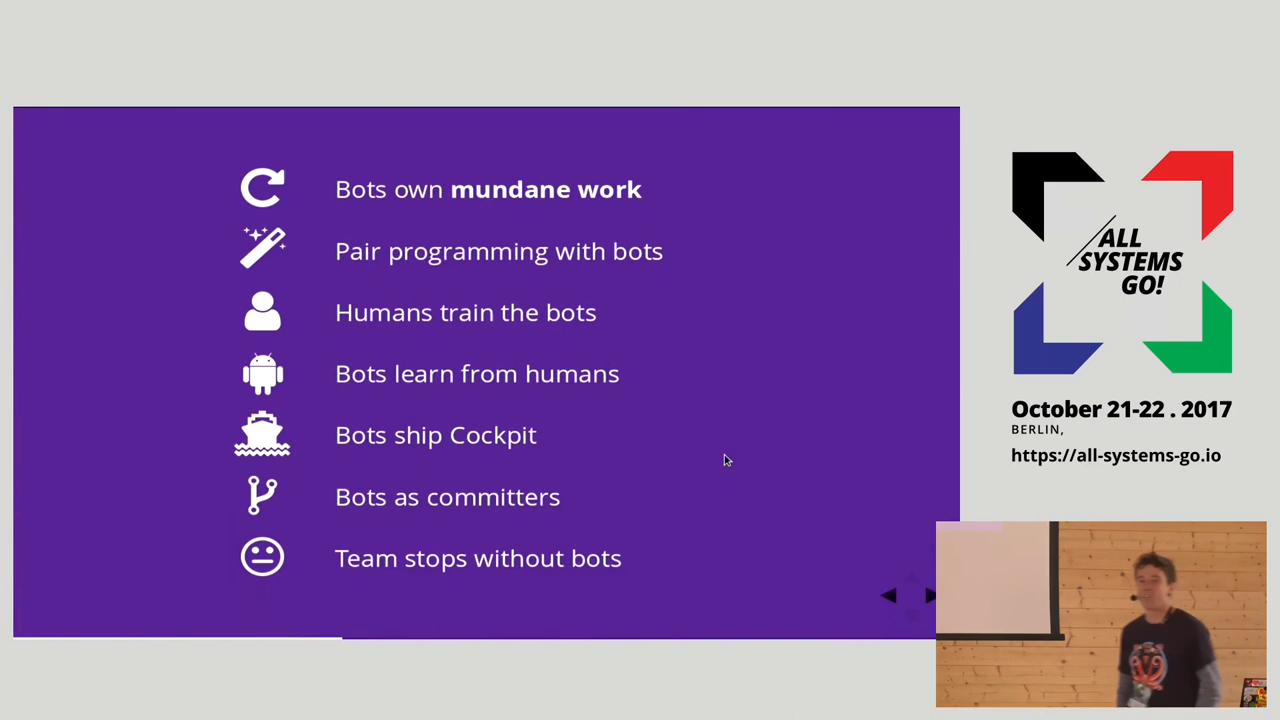 Bots own mundane work
Pair programming with bots
Humans train the bots
Bots learn from humans
Bots ship Cockpit
Bots as committers
Team stops without bots
ALL
SYSTEMS
GO!
October 21-22 . 2017
BERLIN,
https://all-systems-go.io